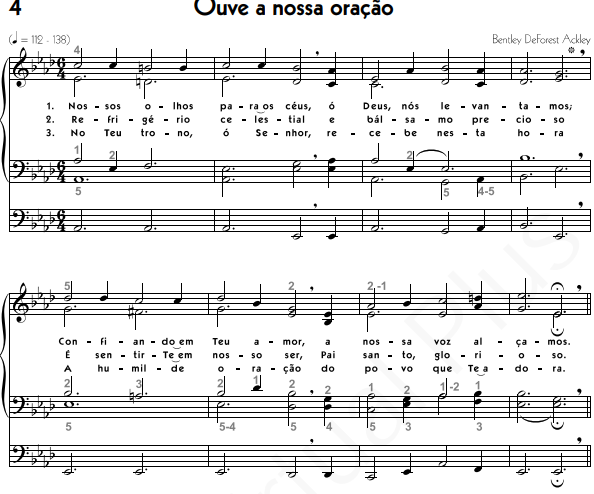 4 Ouve a nossa oração
(♩ = 112 - 138) Bentley DeForest Ackley
4
1. Nos - sos o - lhos pa - ra os céus, ó Deus, nós le - van - ta - mos;
2. Re - fri - gé - rio ce - les - tial e bál - sa - mo pre - cio - so
3. No Teu tro - no, ó Se - nhor, re - ce - be nes - ta ho - ra
1 2 2
5 5 4-5
5 2 2 -1
Con - fi - an - do em Teu a - mor, a nos - sa voz al - ça - mos.
É sen - tir - Te em nos - so ser, Pai san - to, glo - ri - o - so.
A hu - mil - de o - ra - ção do po - vo que Te a - do - ra.
2 3 2 1 2 2 1 2 1 -2 1
5 5-4 5 5 3 3